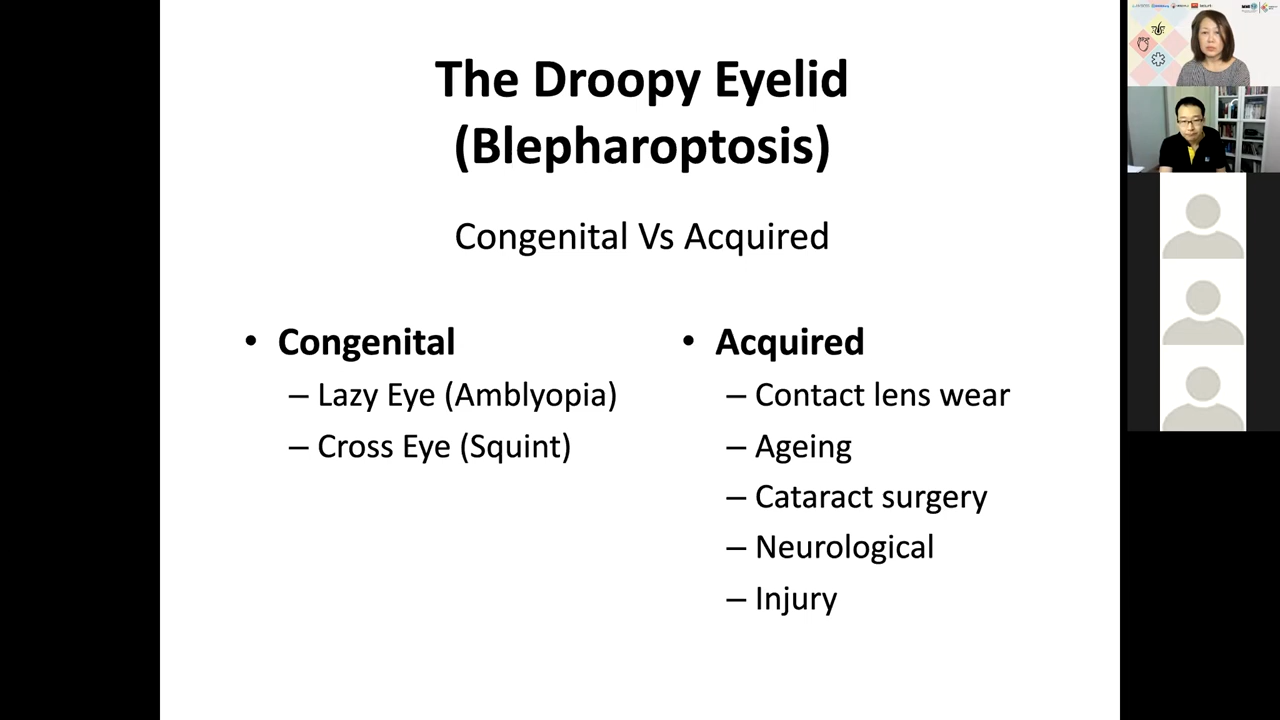 The Droopy Eyelid
(Blepharoptosis)
Congenital Vs Acquired
• Congenital
– Lazy Eye (Amblyopia)
– Cross Eye (Squint)
• Acquired
– Contact lens wear
– Ageing
– Cataract surgery
– Neurological
– Injury